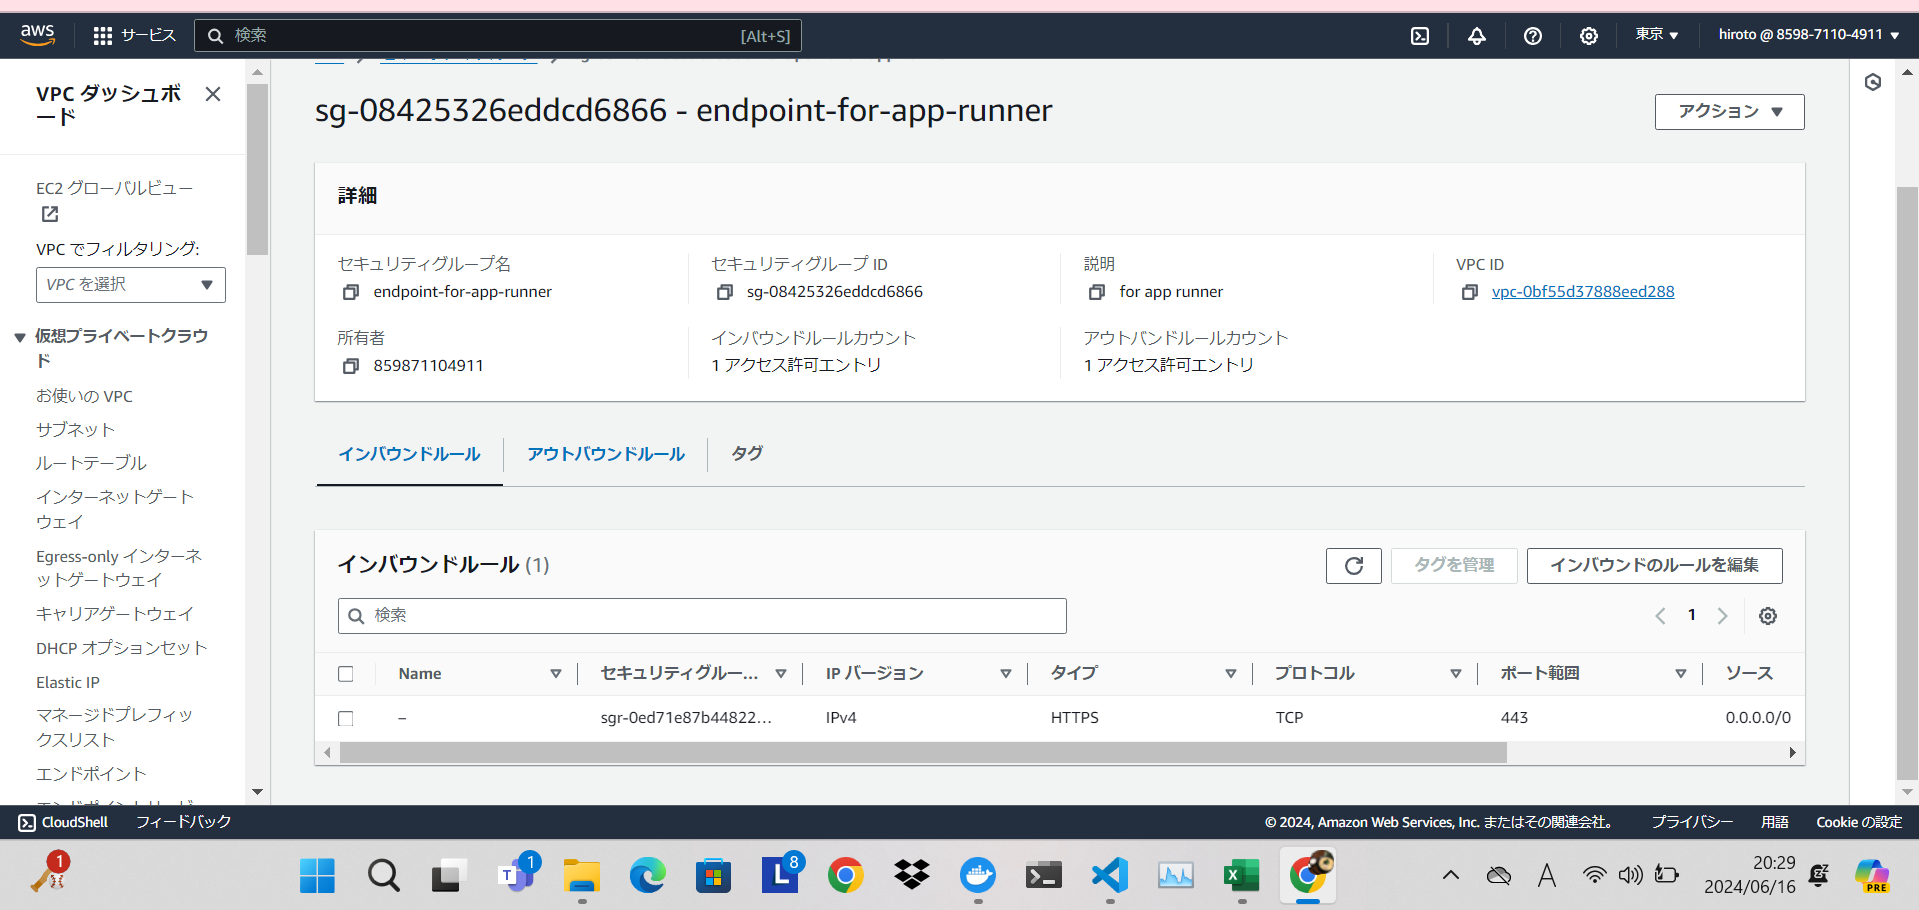 aws
サービス
検索
[Alt+S]
東京
hiroto @ 8598-7110-4911
VPC ダッシュボ
ード
EC2 グローバルビュー
VPC でフィルタリング:
VPC を選択
仮想プライベートクラウ
ド
お使いの VPC
サブネット
ルートテーブル
インターネットゲート
ウェイ
Egress-only インターネ
ットゲートウェイ
キャリアゲートウェイ
DHCP オプションセット
Elastic IP
マネージドプレフィッ
クスリスト
エンドポイント
sg-08425326eddcd6866 - endpoint-for-app-runner
アクション
詳細
セキュリティグループ名
endpoint-for-app-runner
セキュリティグループ ID
sg-08425326eddcd6866
説明
for app runner
VPC ID
vpc-0bf55d37888eed288
所有者
859871104911
インバウンドルールカウント
1 アクセス許可エントリ
アウトバンドルールカウント
1 アクセス許可エントリ
インバウンドルール
アウトバウンドルール
タグ
インバウンドルール (1)
タグを管理
インバウンドのルールを編集
検索
1
Name
セキュリティグルー...
IP バージョン
タイプ
プロトコル
ポート範囲
ソース
–
sgr-0ed71e87b44822...
IPv4
HTTPS
TCP
443
0.0.0.0/0
CloudShell
フィードバック
© 2024, Amazon Web Services, Inc. またはその関連会社。
プライバシー
用語
Cookie の設定
1
1
8
A
20:29
2024/06/16
PRE